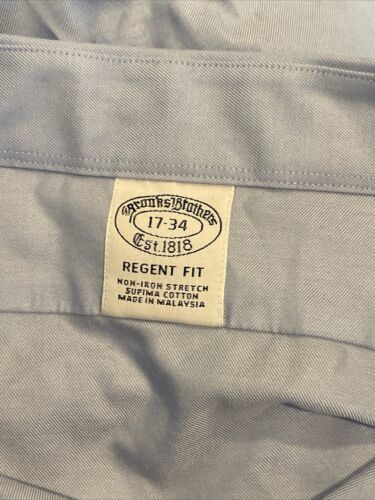 Brooks Brothers
17-34
Est. 1818
REGENT FIT
NON-IRON STRETCH
SUPIMA COTTON
MADE IN MALAYSIA